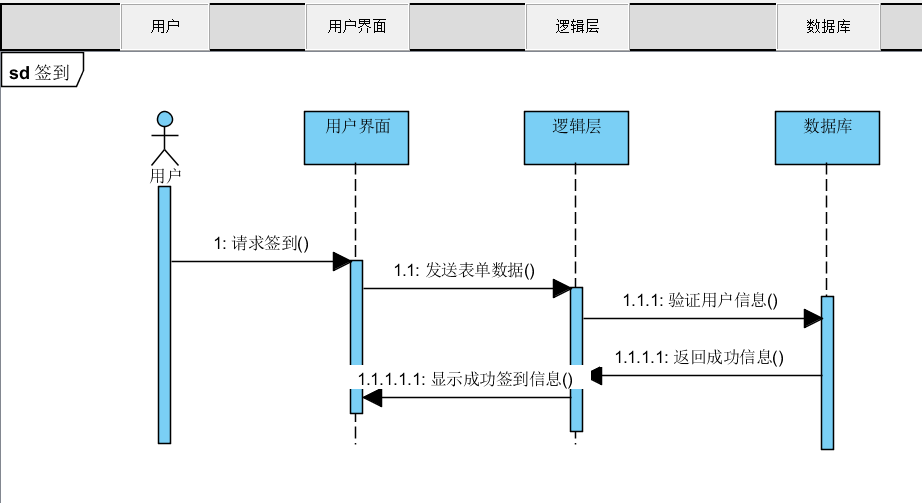 用户 用户界面 逻辑层 数据库
sd 签到
用户界面 逻辑层 数据库
用户
1: 请求签到()
1.1: 发送表单数据()
1.1.1: 验证用户信息()
1.1.1.1: 返回成功信息()
1.1.1.1.1: 显示成功签到信息()